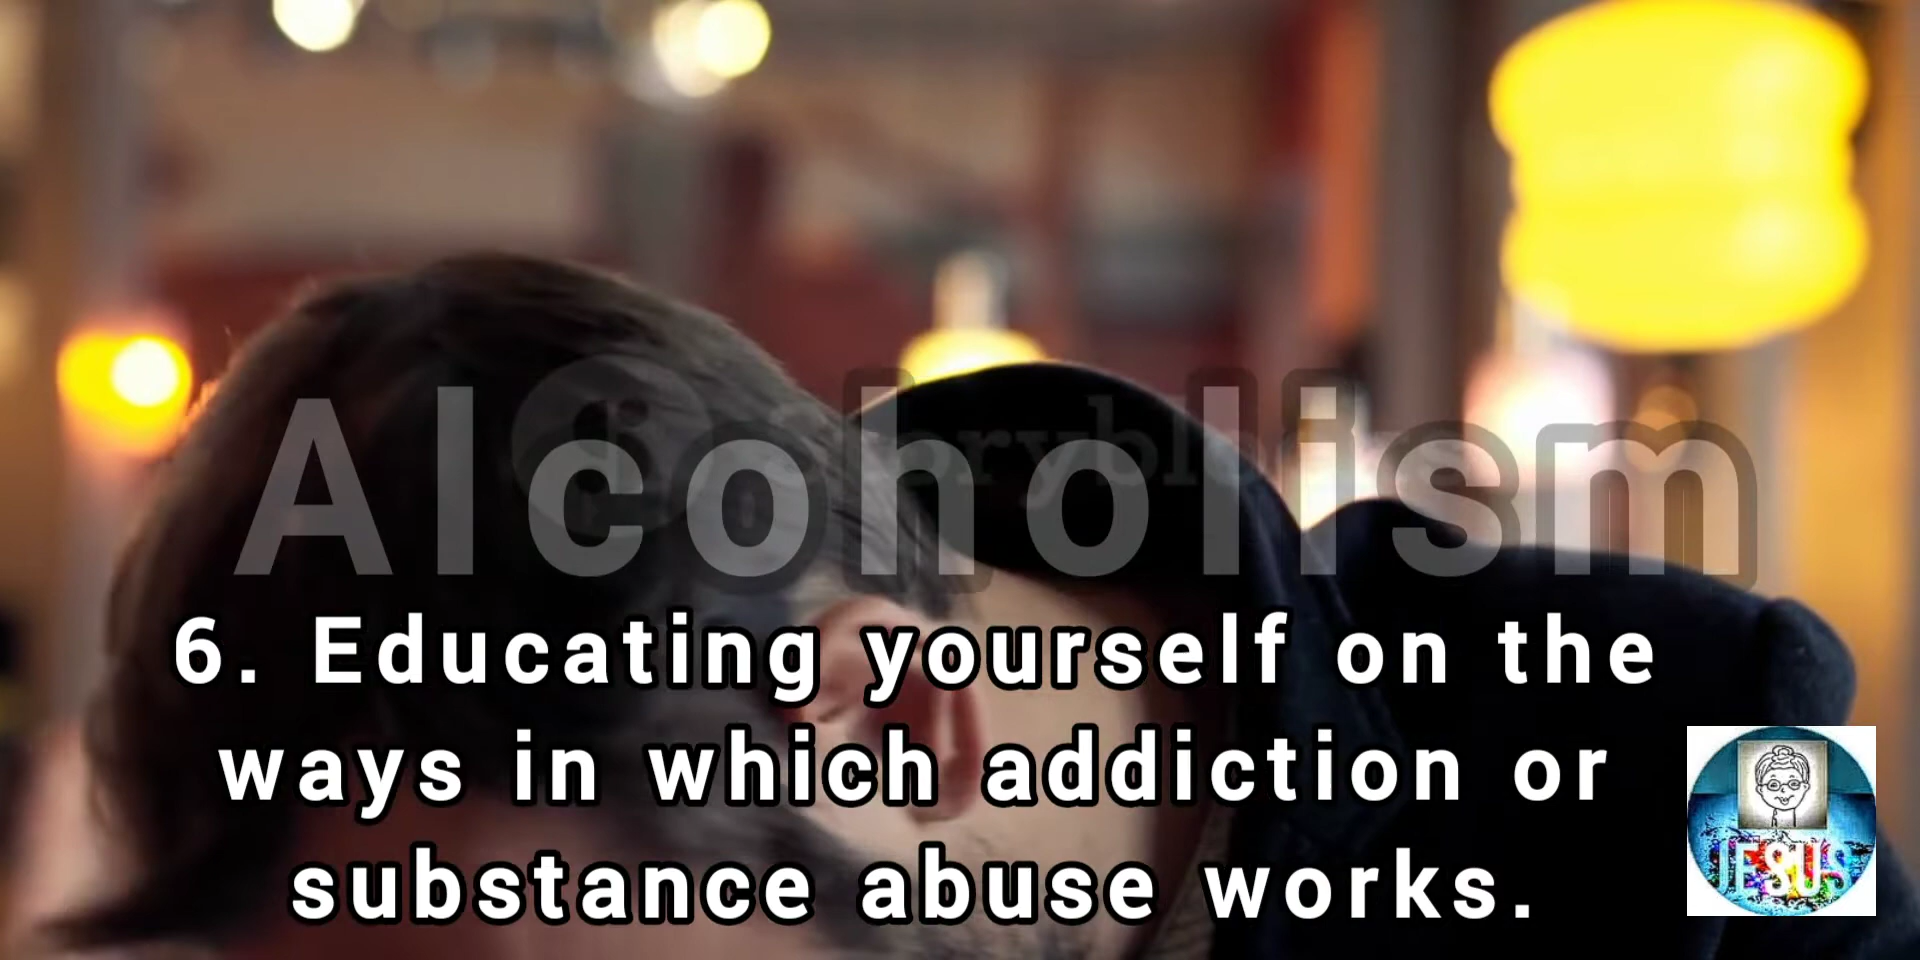 Alcoholism
6. Educating yourself on the
ways in which addiction or
substance abuse works.
JESUS